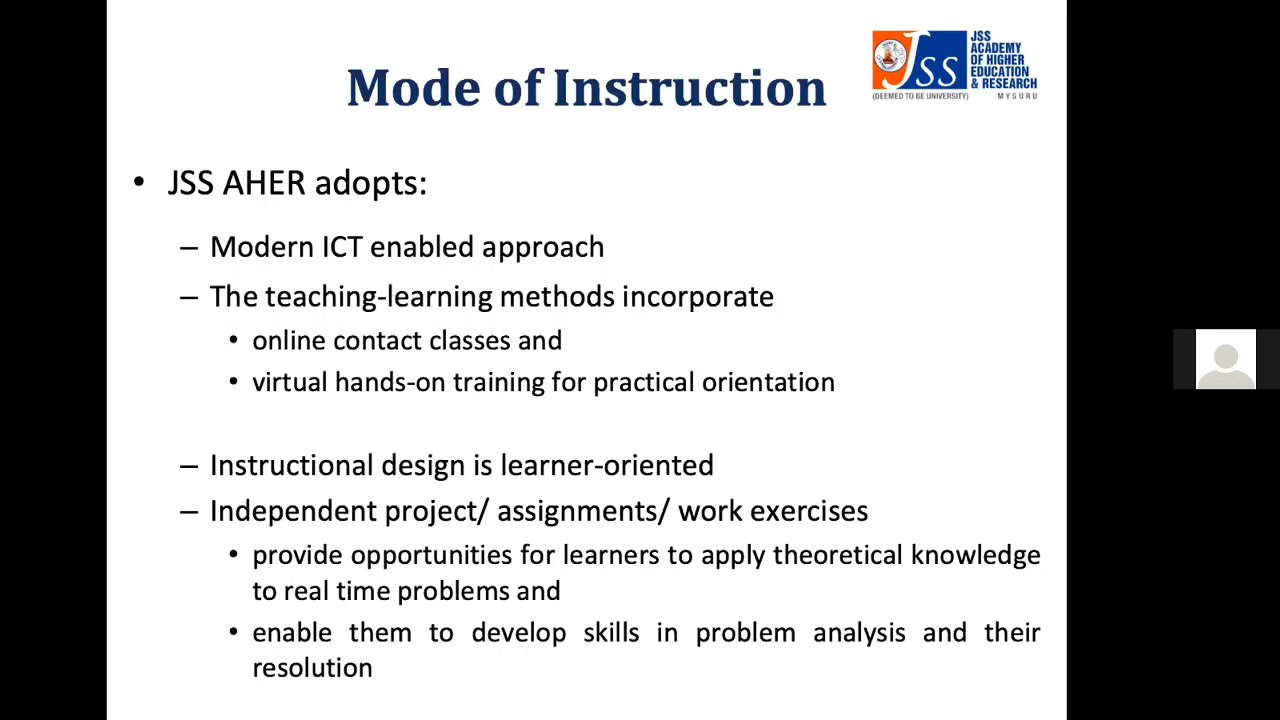 Mode of Instruction
JSS
JSS
ACADEMY
OF HIGHER
EDUCATION
& RESEARCH
(DEEMED TO BE UNIVERSITY) MYSURU
• JSS AHER adopts:
– Modern ICT enabled approach
– The teaching-learning methods incorporate
• online contact classes and
• virtual hands-on training for practical orientation
– Instructional design is learner-oriented
– Independent project/ assignments/ work exercises
• provide opportunities for learners to apply theoretical knowledge
to real time problems and
• enable them to develop skills in problem analysis and their
resolution